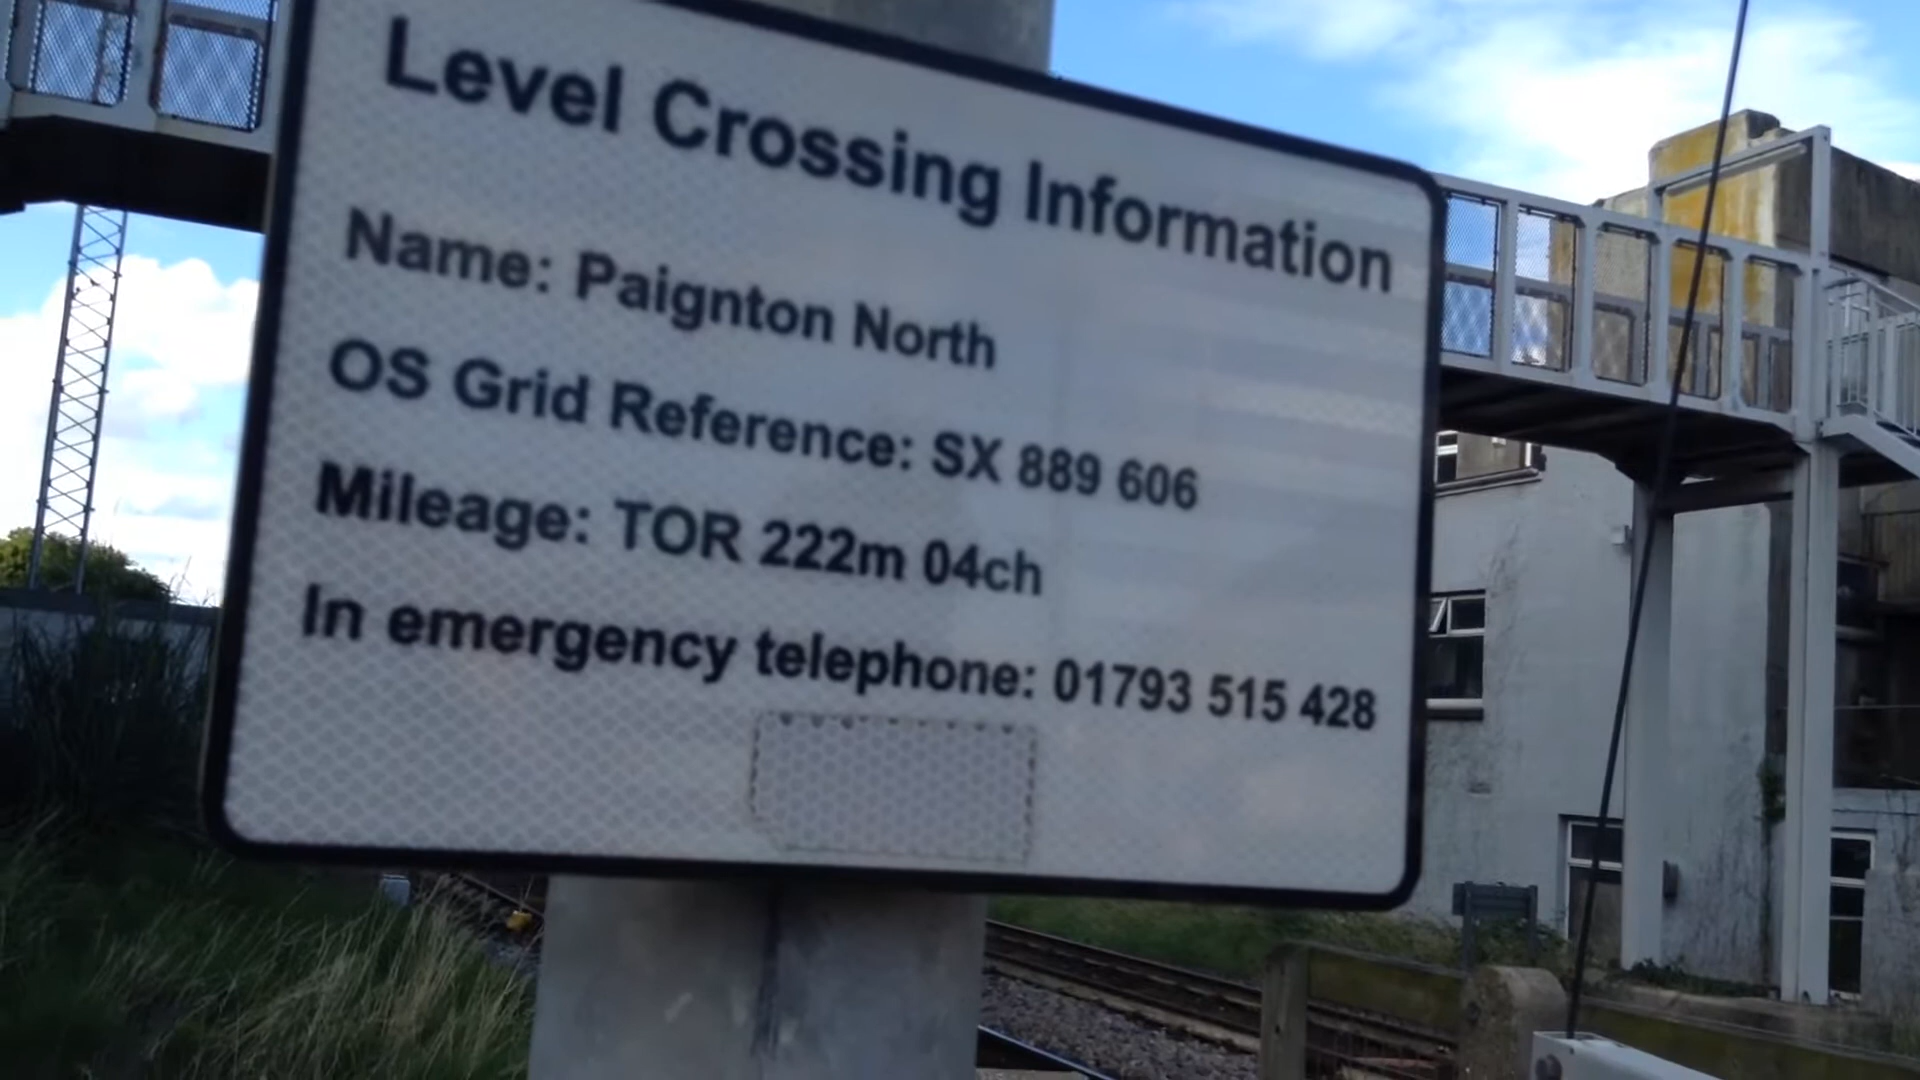 Level Crossing Information
Name: Paignton North
OS Grid Reference: SX 889 606
Mileage: TOR 222m 04ch
In emergency telephone: 01793 515 428